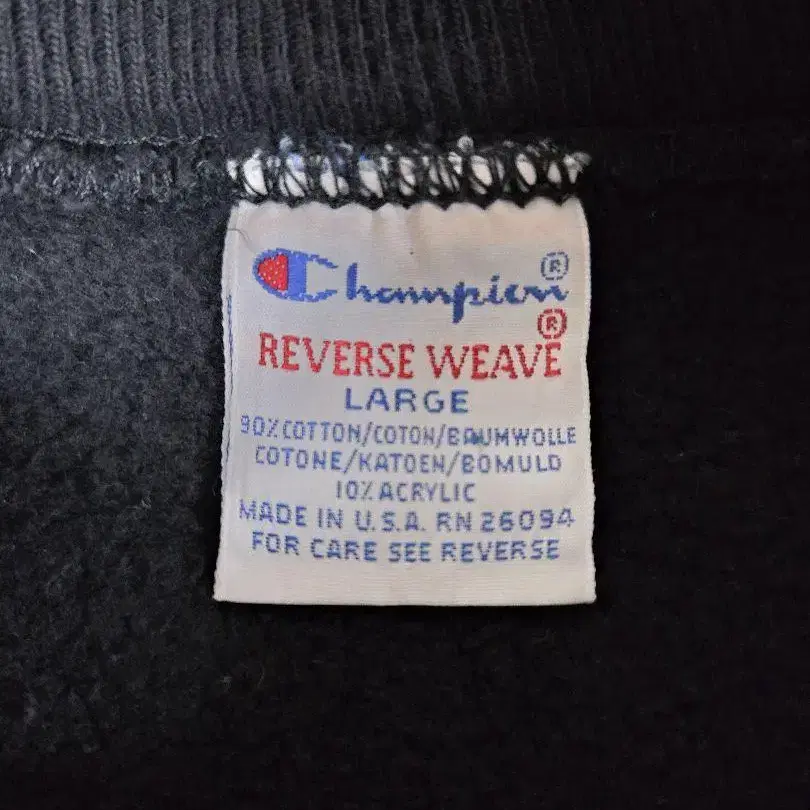 Champion®
REVERSE WEAVE®
LARGE
90%COTTON/COTON/BAUMWOLLE
COTONE/KATOEN/BOMULD
10% ACRYLIC
MADE IN U.S.A. RN 26094
FOR CARE SEE REVERSE